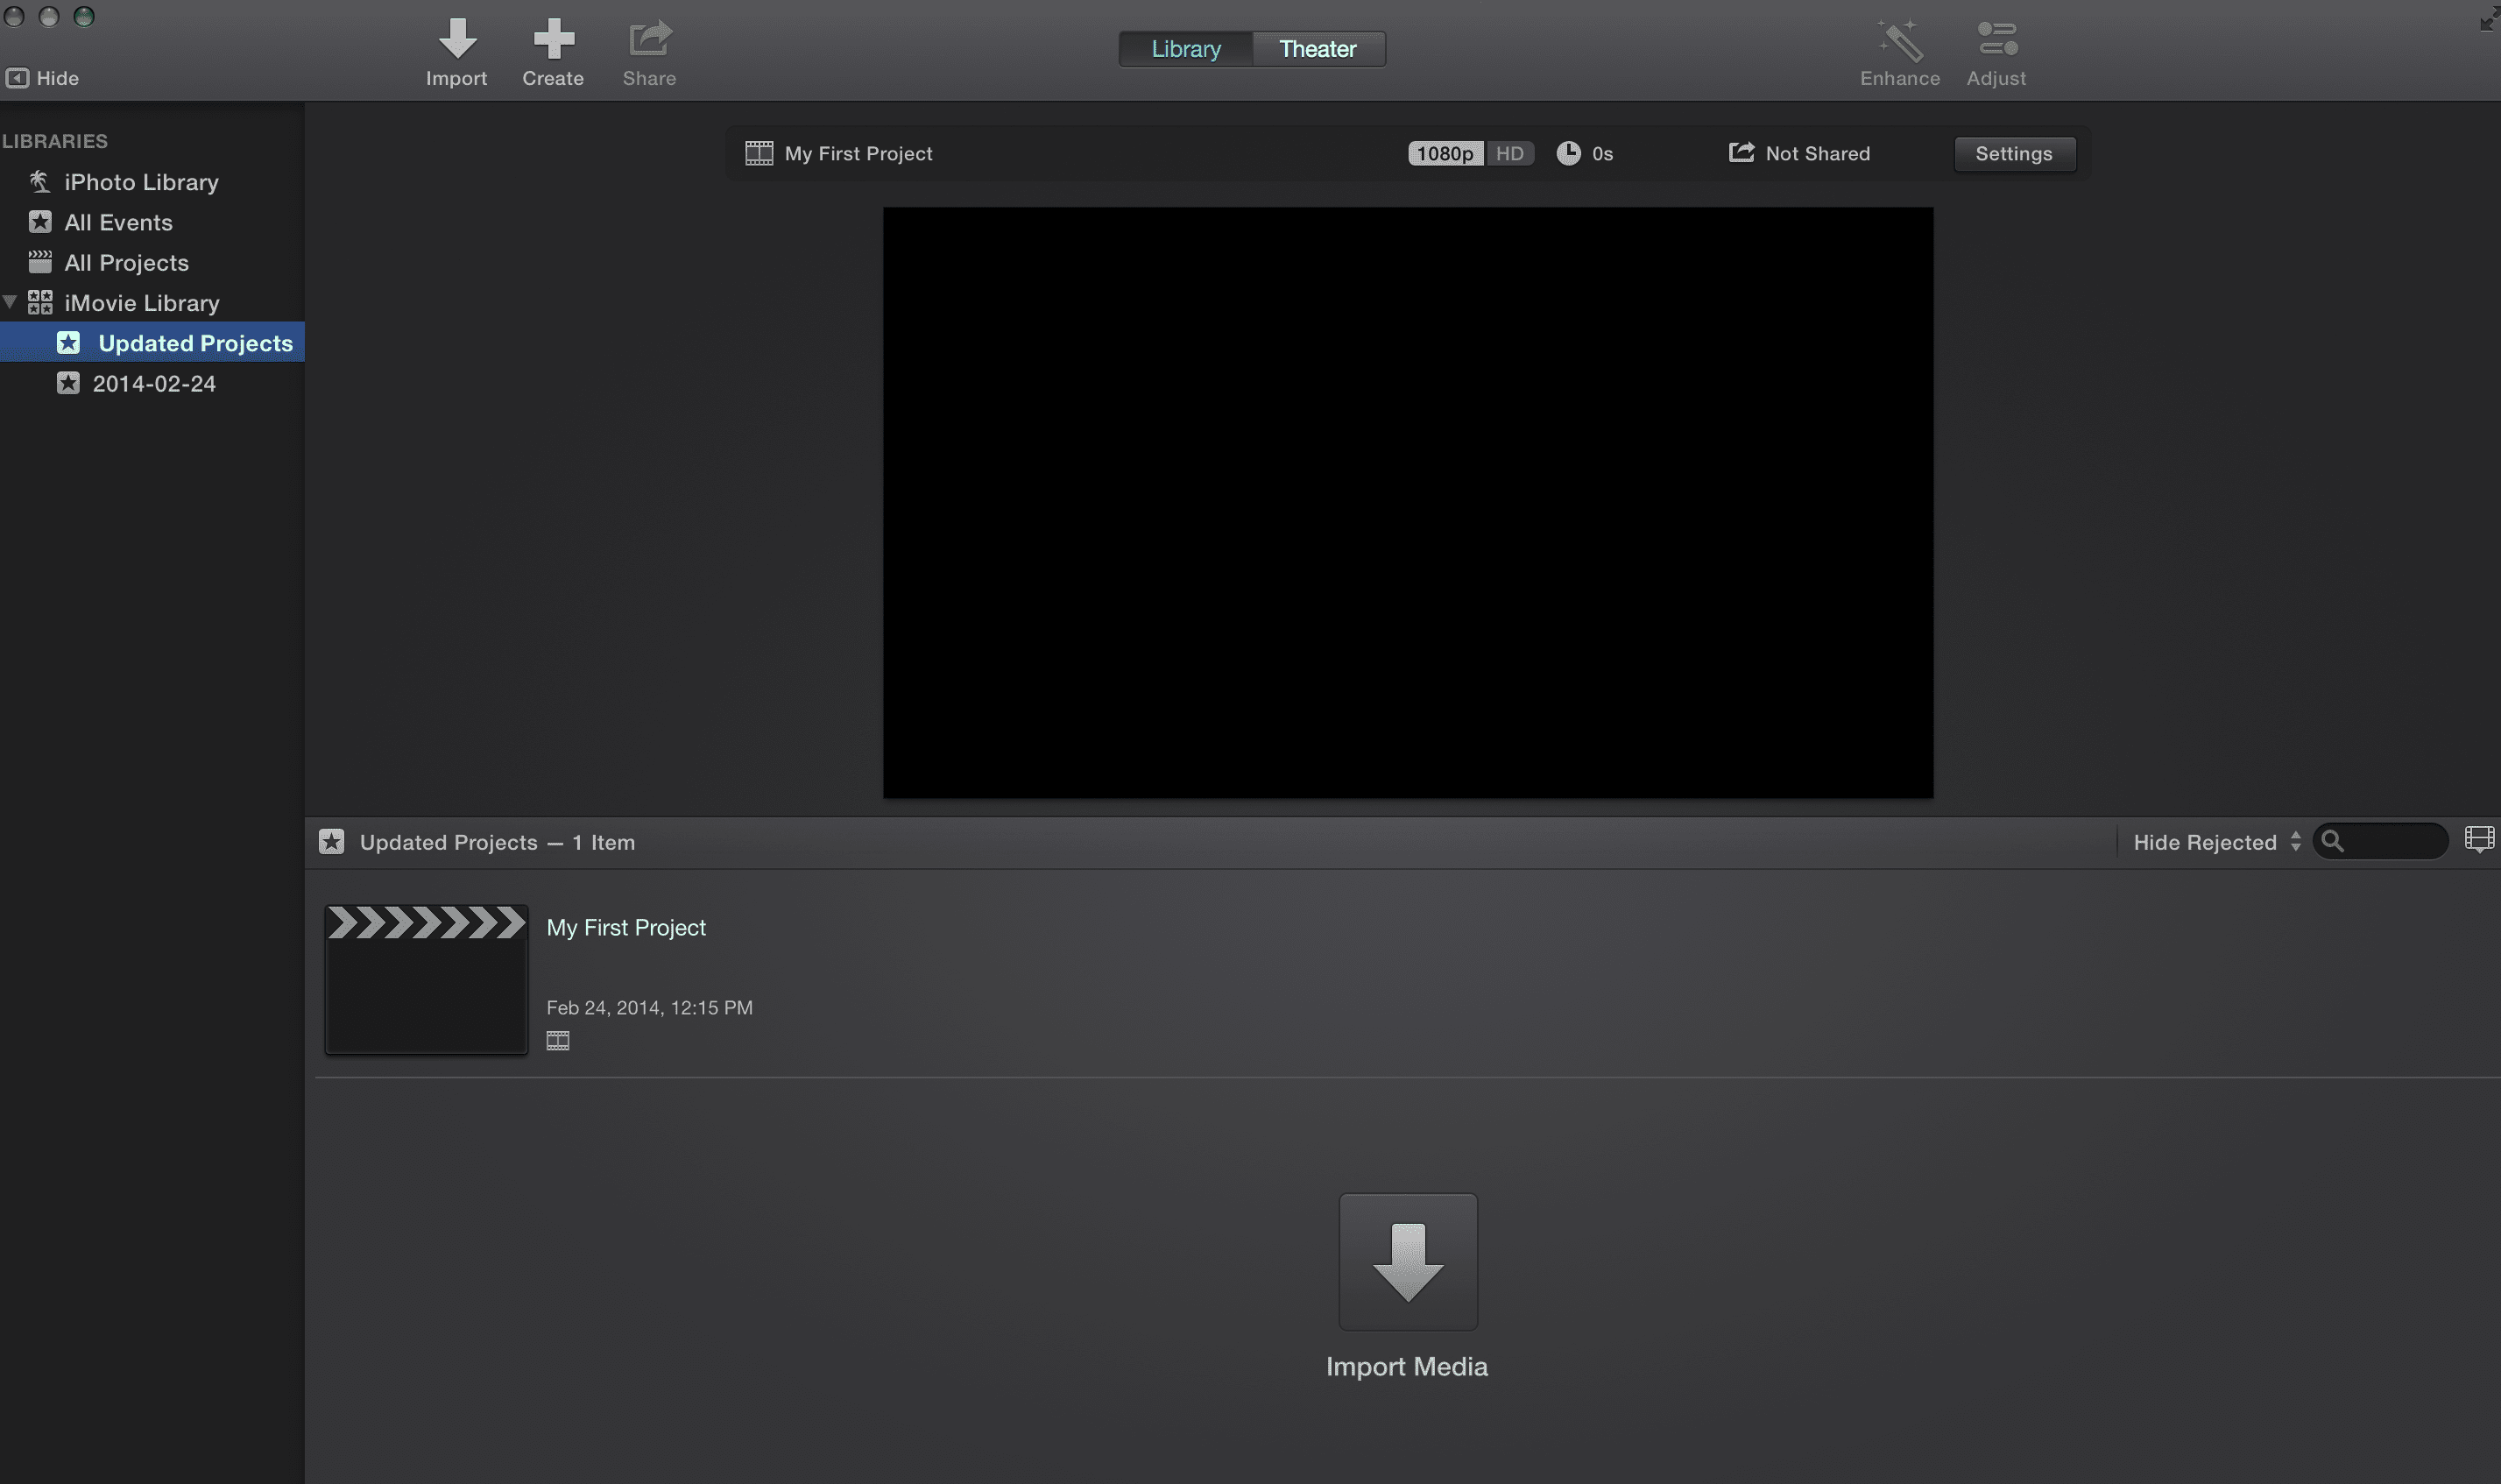 Hide
Import
Create
Share
Library
Theater
Enhance
Adjust
LIBRARIES
iPhoto Library
All Events
All Projects
iMovie Library
Updated Projects
2014-02-24
My First Project
1080p HD
0s
Not Shared
Settings
Updated Projects — 1 Item
Hide Rejected
My First Project
Feb 24, 2014, 12:15 PM
Import Media